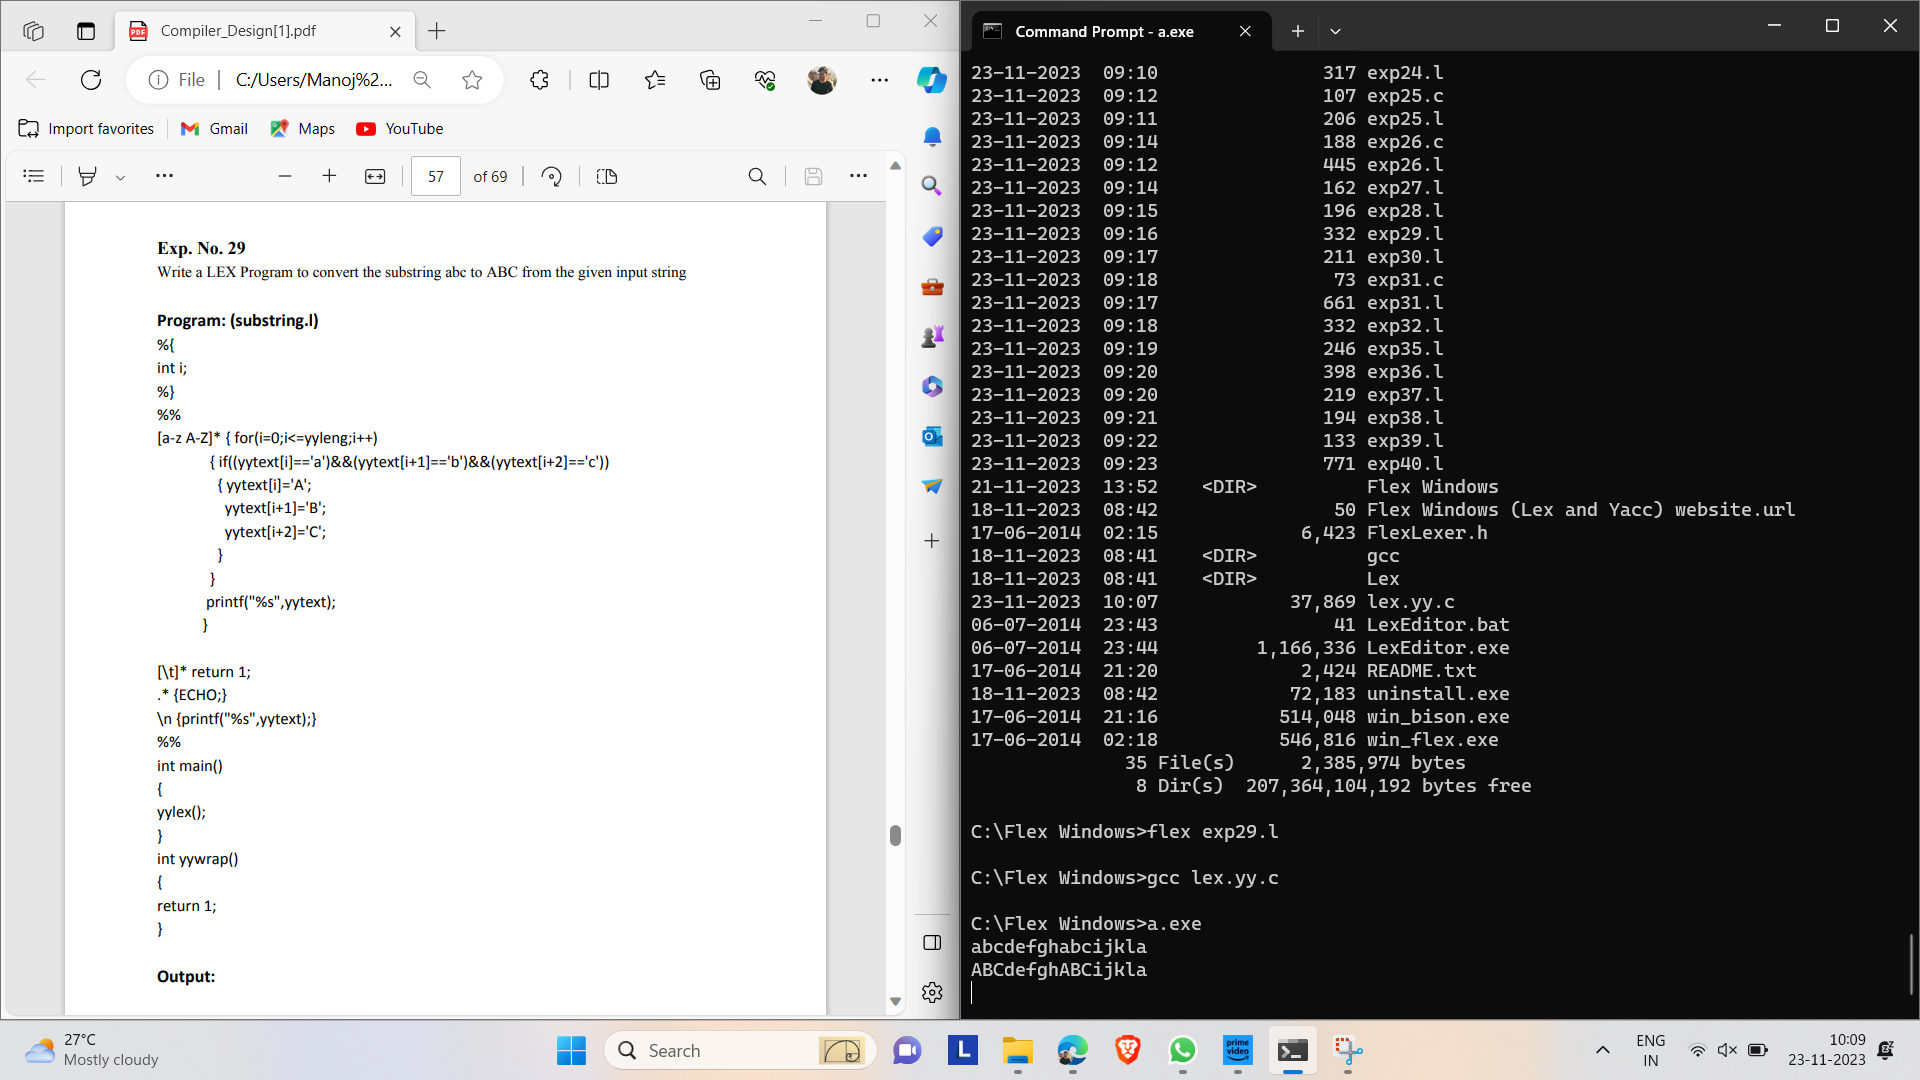 Compiler_Design[1].pdf
File
C:/Users/Manoj%2...
Import favorites
Gmail
Maps
YouTube
57
of 69
Exp. No. 29
Write a LEX Program to convert the substring abc to ABC from the given input string
Program: (substring.l)
%{
int i;
%}
%%
[a-z A-Z]* { for(i=0;i<=yyleng;i++)
{ if((yytext[i]=='a')&&(yytext[i+1]=='b')&&(yytext[i+2]=='c'))
{ yytext[i]='A';
yytext[i+1]='B';
yytext[i+2]='C';
}
}
printf("%s",yytext);
}
[\t]* return 1;
.* {ECHO;}
\n {printf("%s",yytext);}
%%
int main()
{
yylex();
}
int yywrap()
{
return 1;
}
Output:
Command Prompt - a.exe
23-11-2023 09:10 317 exp24.l
23-11-2023 09:12 107 exp25.c
23-11-2023 09:11 206 exp25.l
23-11-2023 09:14 188 exp26.c
23-11-2023 09:12 445 exp26.l
23-11-2023 09:14 162 exp27.l
23-11-2023 09:15 196 exp28.l
23-11-2023 09:16 332 exp29.l
23-11-2023 09:17 211 exp30.l
23-11-2023 09:18 73 exp31.c
23-11-2023 09:17 661 exp31.l
23-11-2023 09:18 332 exp32.l
23-11-2023 09:19 246 exp35.l
23-11-2023 09:20 398 exp36.l
23-11-2023 09:20 219 exp37.l
23-11-2023 09:21 194 exp38.l
23-11-2023 09:22 133 exp39.l
23-11-2023 09:23 771 exp40.l
21-11-2023 13:52 <DIR> Flex Windows
18-11-2023 08:42 50 Flex Windows (Lex and Yacc) website.url
17-06-2014 02:15 6,423 FlexLexer.h
18-11-2023 08:41 <DIR> gcc
18-11-2023 08:41 <DIR> Lex
23-11-2023 10:07 37,869 lex.yy.c
06-07-2014 23:43 41 LexEditor.bat
06-07-2014 23:44 1,166,336 LexEditor.exe
17-06-2014 21:20 2,424 README.txt
18-11-2023 08:42 72,183 uninstall.exe
17-06-2014 21:16 514,048 win_bison.exe
17-06-2014 02:18 546,816 win_flex.exe
35 File(s) 2,385,974 bytes
8 Dir(s) 207,364,104,192 bytes free
C:\Flex Windows>flex exp29.l
C:\Flex Windows>gcc lex.yy.c
C:\Flex Windows>a.exe
abcdefghabcijkla
ABCdefghABCijkla
27°C
Mostly cloudy
Search
L
prime video
ENG
IN
10:09
23-11-2023